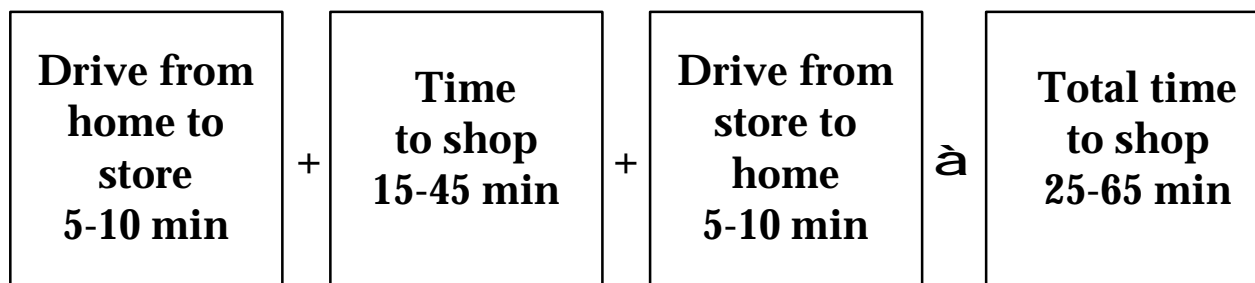 Drive from
home to
store
5-10 min
+
Time
to shop
15-45 min
+
Drive from
store to
home
5-10 min
à
Total time
to shop
25-65 min